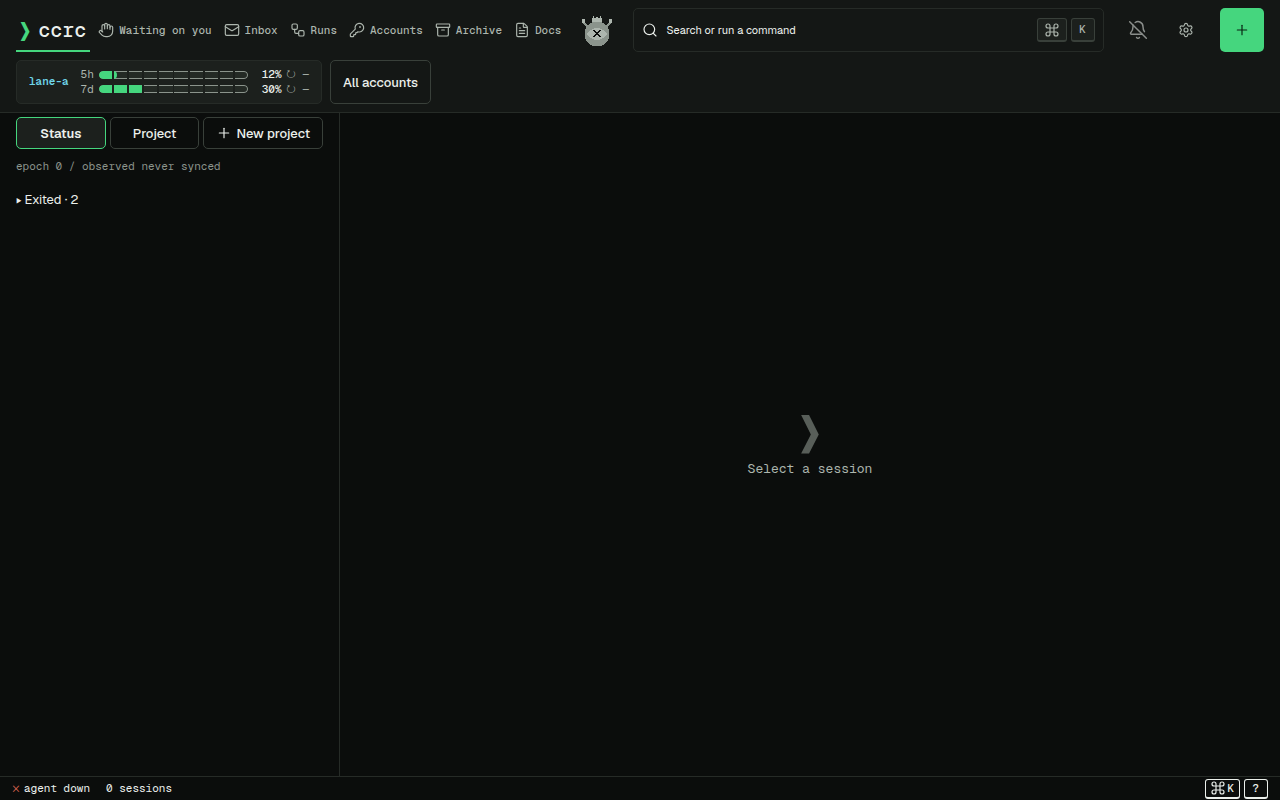 ❯ ccrc Waiting on you Inbox Runs Accounts Archive Docs Search or run a command ⌘ K +
lane-a 5h 12% ↻ —
7d 30% ↻ —
All accounts
Status Project + New project
epoch 0 / observed never synced
▸ Exited · 2
Select a session
× agent down 0 sessions ⌘K ?